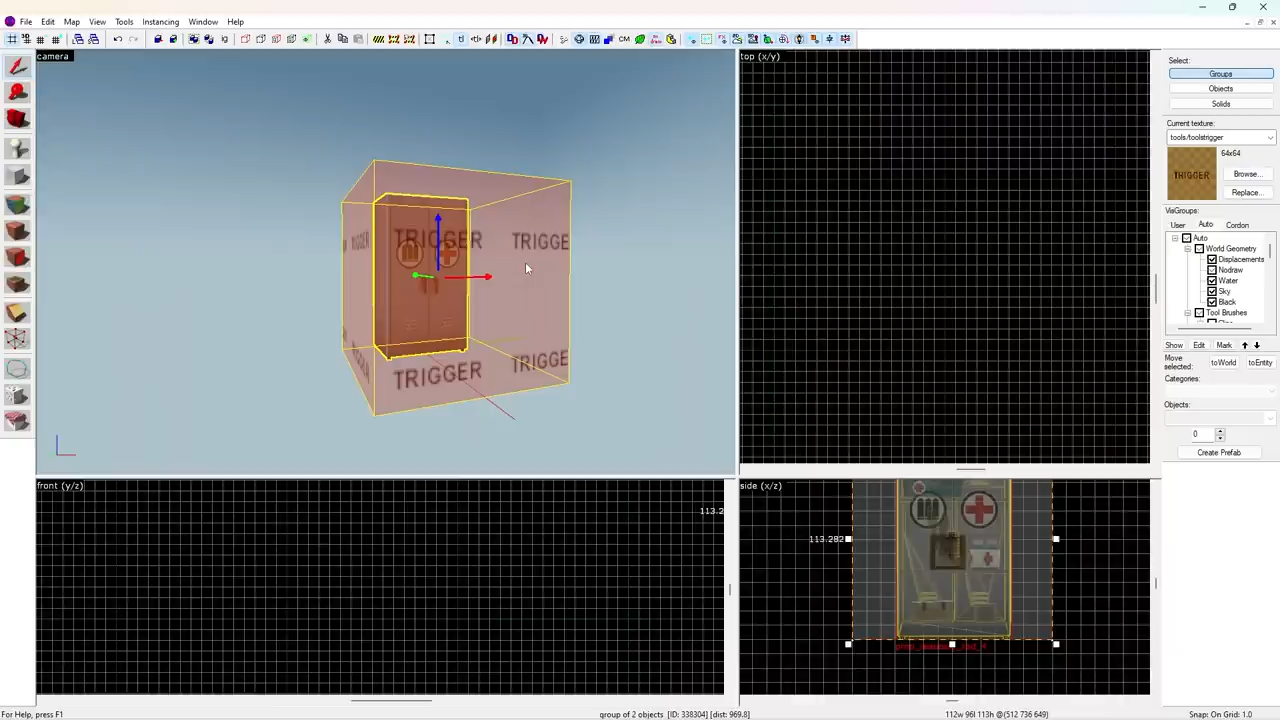 File Edit Map View Tools Instancing Window Help
camera
top (x/y)
Select:
Groups
Objects
Solids
Current texture:
tools/toolstrigger
64x64
TRIGGER
Browse...
Replace...
VisGroups:
User Auto Cordon
Auto
World Geometry
Displacements
Nodraw
Water
Sky
Black
Tool Brushes
Show Edit Mark
Move selected: toWorld toEntity
Categories:
Objects:
0
Create Prefab
TRIGGER TRIGGE
TRIGGER TRIGGE
front (y/z)
113.2
side (x/z)
113.282
For Help, press F1
group of 2 objects [ID: 338304] [dist: 969.8]
112w 96l 113h @(512 736 649)
Snap: On Grid: 1.0